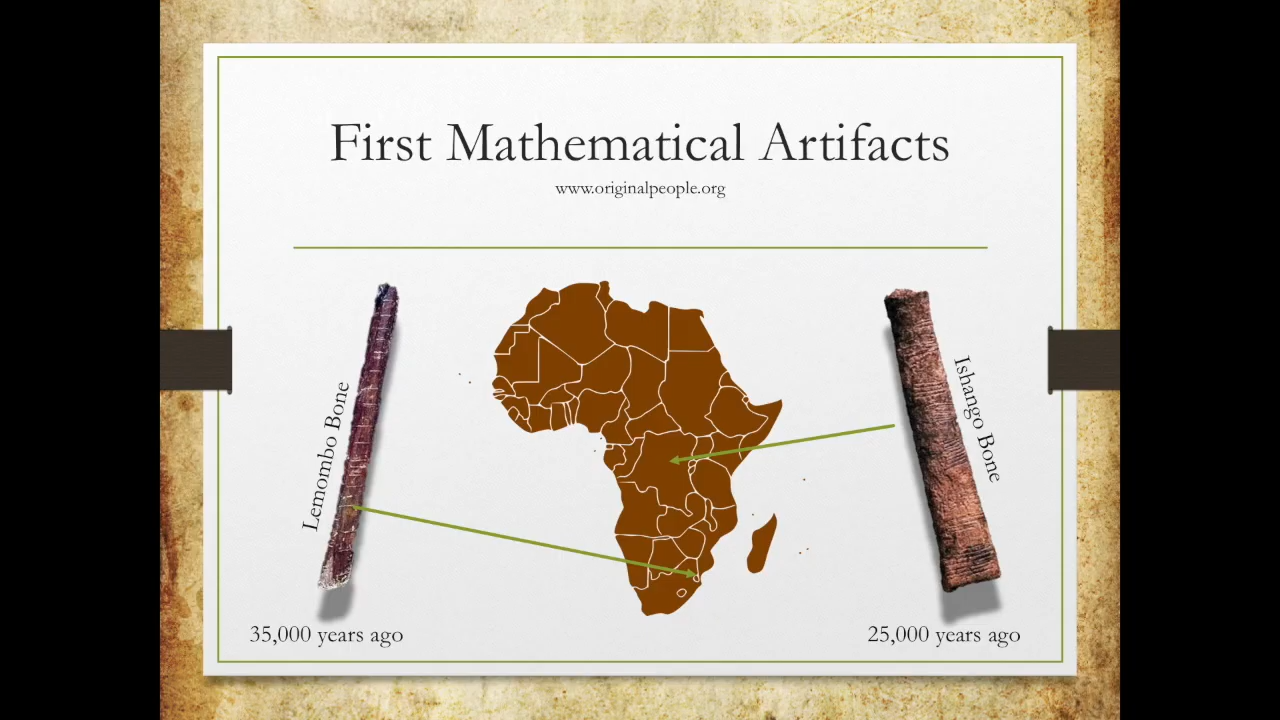 First Mathematical Artifacts
www.originalpeople.org
Lemombo Bone
Ishango Bone
35,000 years ago
25,000 years ago